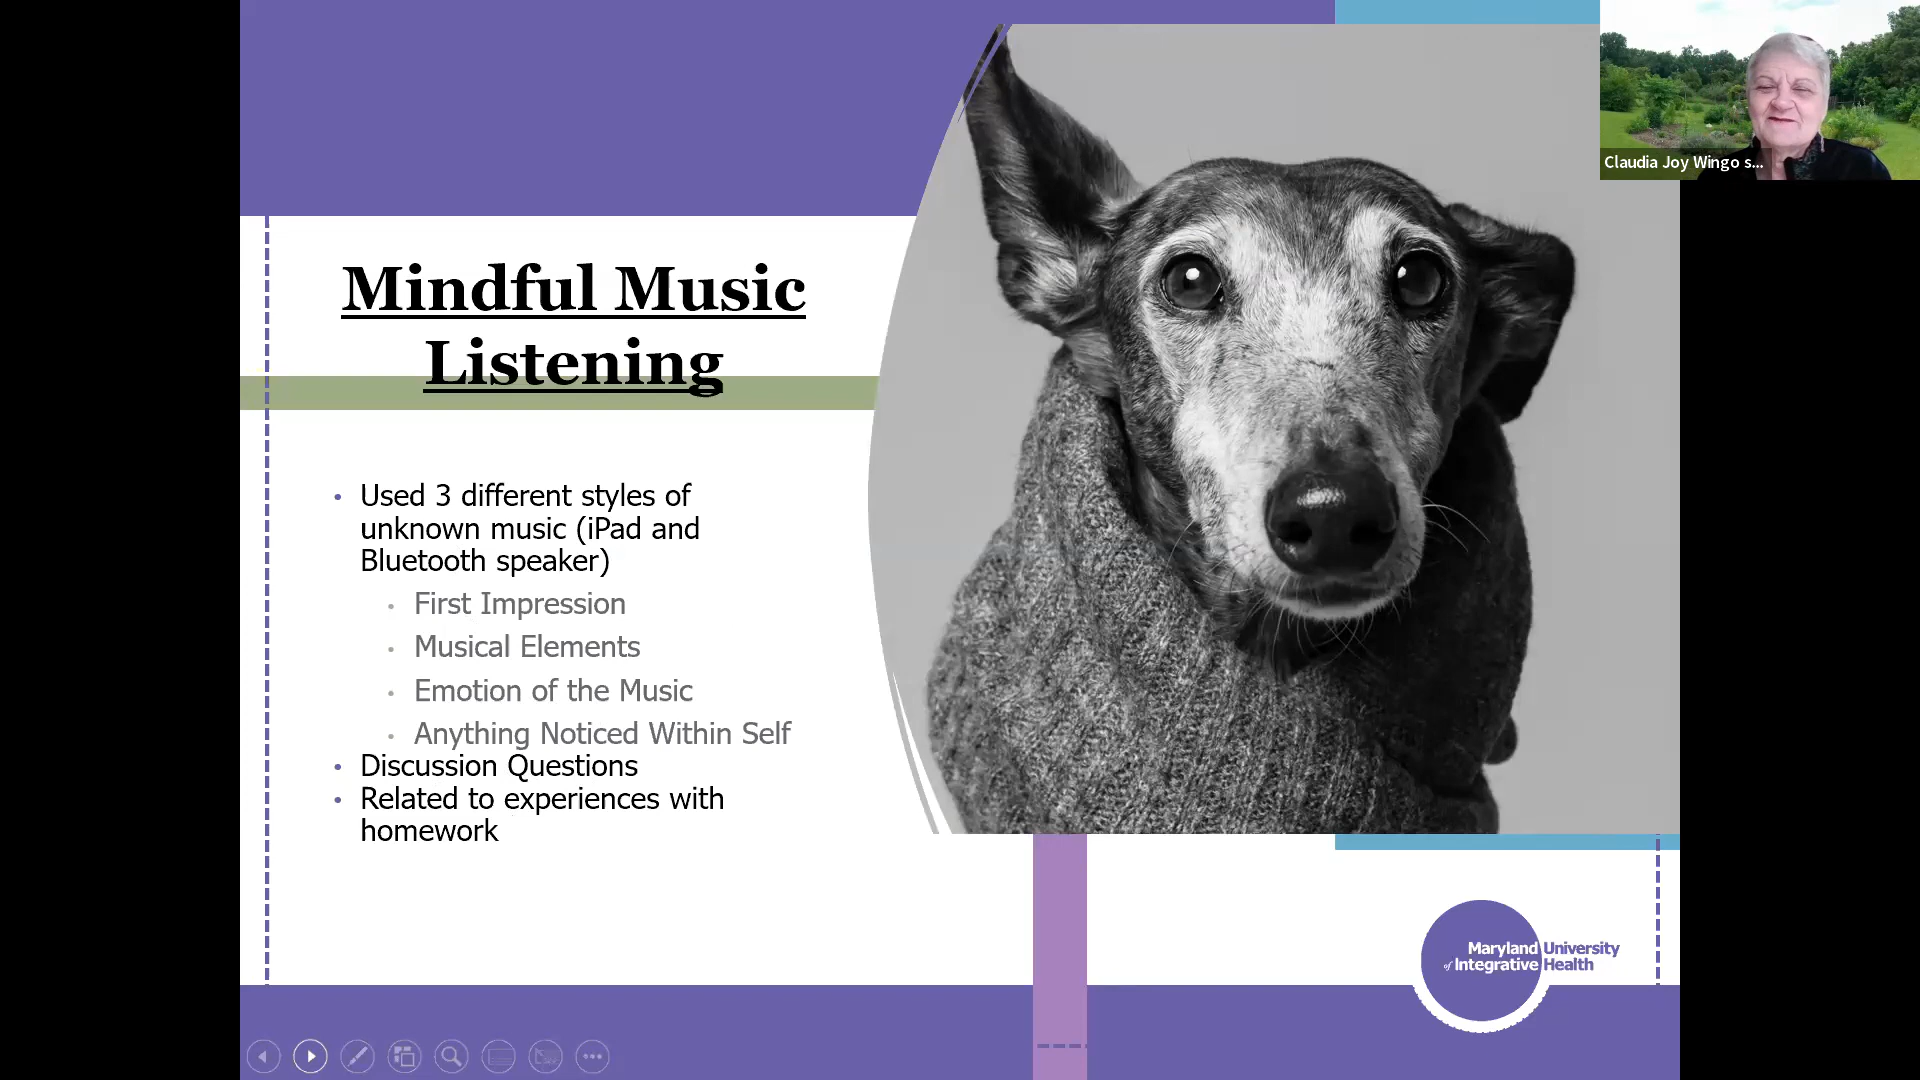 Claudia Joy Wingo s...
Mindful Music
Listening
• Used 3 different styles of
unknown music (iPad and
Bluetooth speaker)
• First Impression
• Musical Elements
• Emotion of the Music
• Anything Noticed Within Self
• Discussion Questions
• Related to experiences with
homework
Maryland University
of Integrative Health